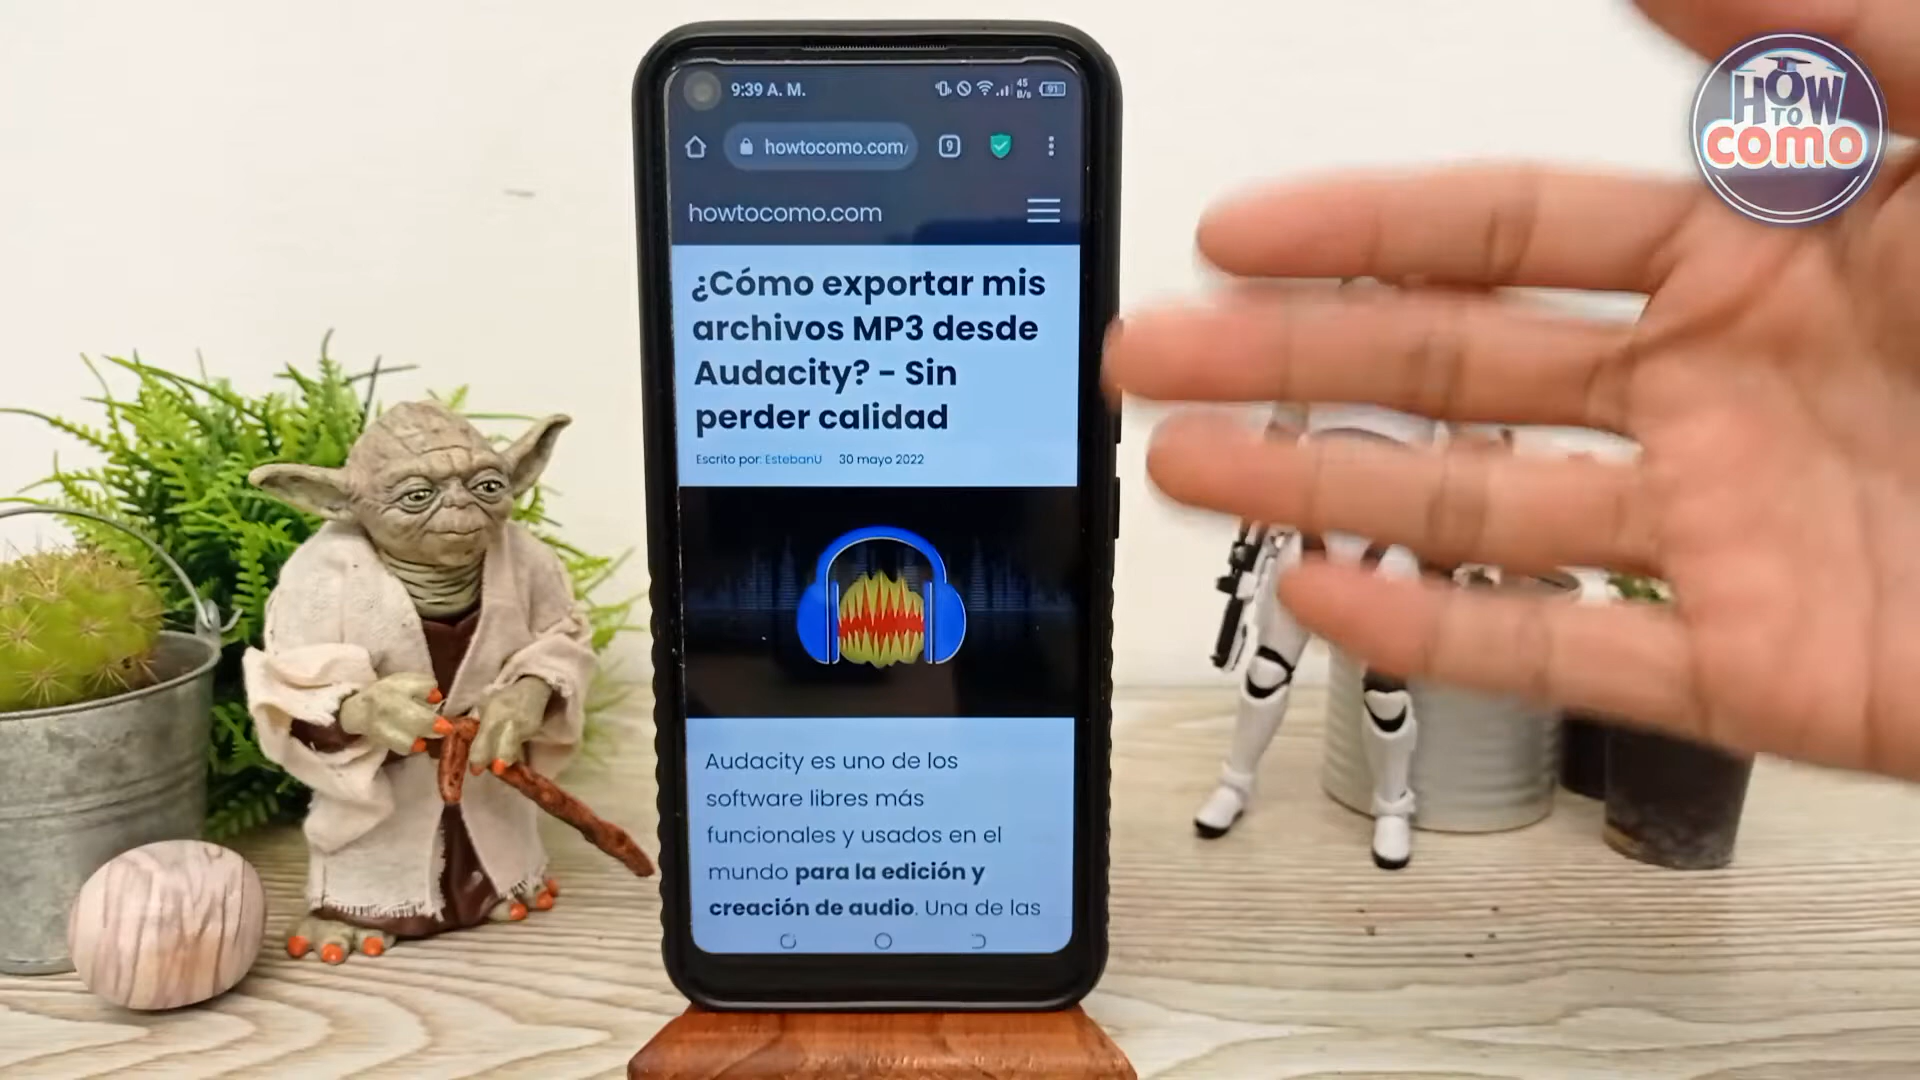 9:39 A. M.
45
B/s
91
howtocomo.com/
9
howtocomo.com
¿Cómo exportar mis
archivos MP3 desde
Audacity? - Sin
perder calidad
Escrito por: EstebanU 30 mayo 2022
Audacity es uno de los
software libres más
funcionales y usados en el
mundo para la edición y
creación de audio. Una de las
HOW
TO
como